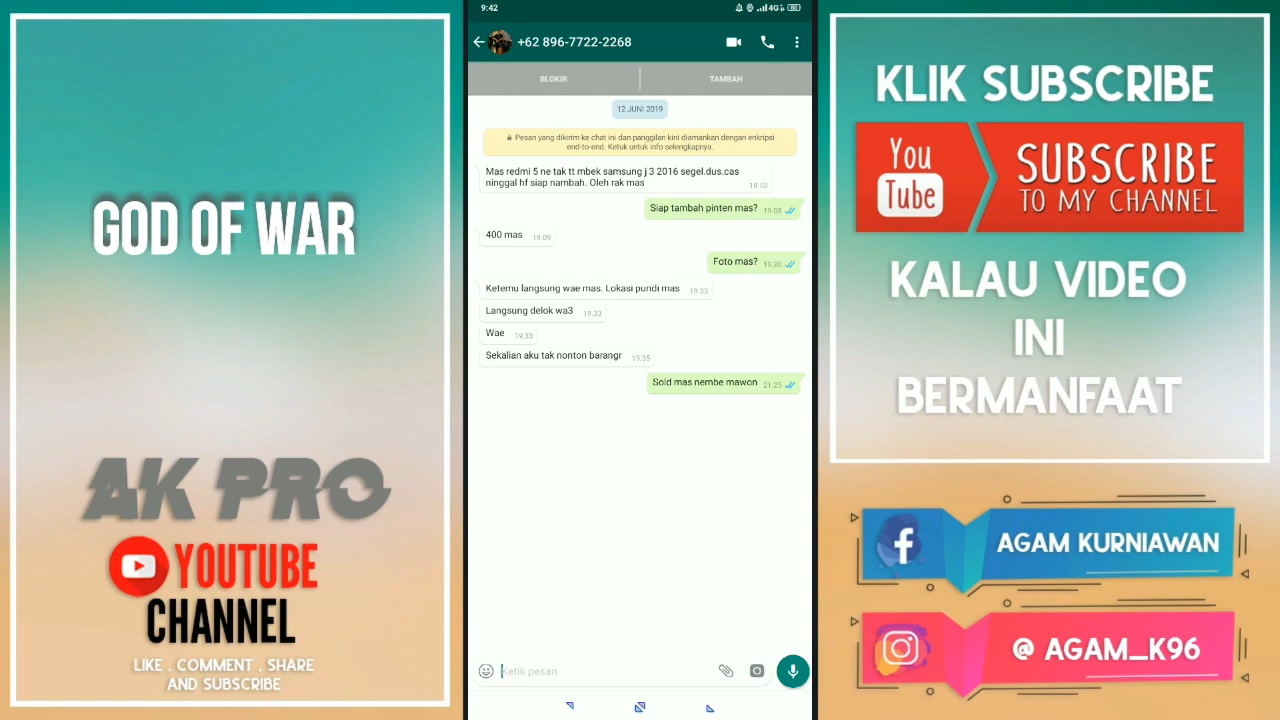 GOD OF WAR
AK PRO
YOUTUBE
CHANNEL
LIKE . COMMENT . SHARE
AND SUBSCRIBE
9:42
4G+
+62 896-7722-2268
BLOKIR
TAMBAH
12 JUNI 2019
Pesan yang dikirim ke chat ini dan panggilan kini diamankan dengan enkripsi
end-to-end. Ketuk untuk info selengkapnya.
Mas redmi 5 ne tak tt mbek samsung j 3 2016 segel.dus.cas
ninggal hf siap nambah. Oleh rak mas
18.02
Siap tambah pinten mas? 19.08
400 mas 19.09
Foto mas? 19.30
Ketemu langsung wae mas. Lokasi pundi mas 19.33
Langsung delok wa3 19.33
Wae 19.33
Sekalian aku tak nonton barangr 19.35
Sold mas nembe mawon 21.25
Ketik pesan
KLIK SUBSCRIBE
You
Tube
SUBSCRIBE
TO MY CHANNEL
KALAU VIDEO
INI
BERMANFAAT
AGAM KURNIAWAN
@ AGAM_K96